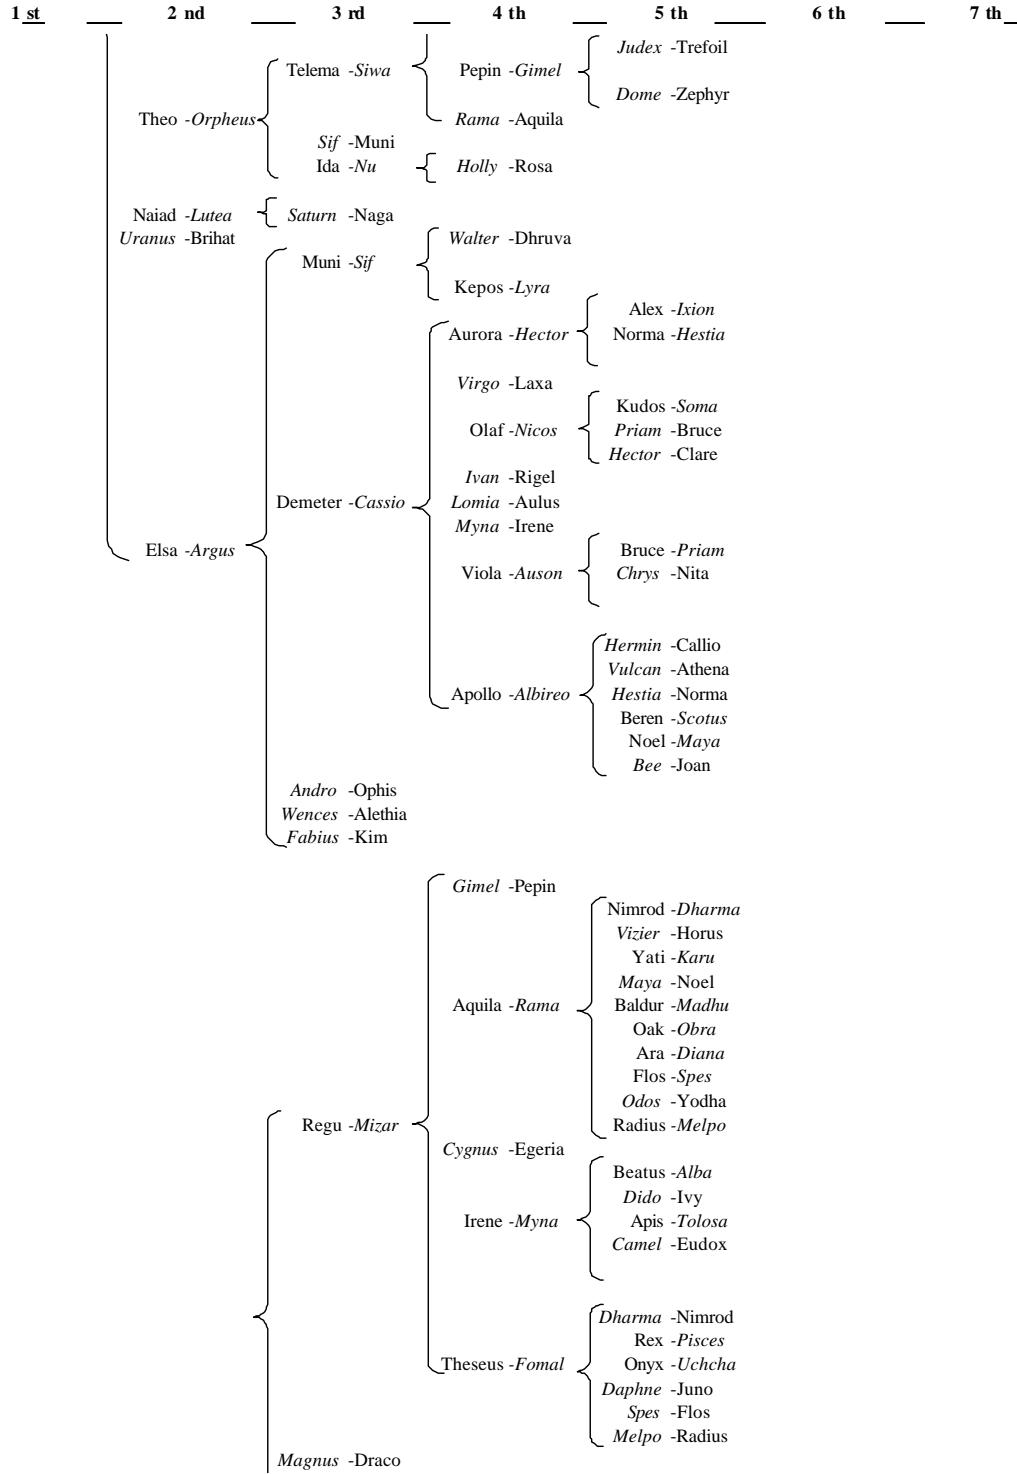 1 st 2 nd 3 rd 4 th 5 th 6 th 7 th
Judex -Trefoil
Telema -Siwa Pepin -Gimel
Dome -Zephyr
Theo -Orpheus Rama -Aquila
Sif -Muni
Ida -Nu Holly -Rosa
Naiad -Lutea Saturn -Naga
Uranus -Brihat Walter -Dhruva
Muni -Sif
Kepos -Lyra
Alex -Ixion
Aurora -Hector Norma -Hestia
Virgo -Laxa
Kudos -Soma
Olaf -Nicos Priam -Bruce
Hector -Clare
Ivan -Rigel
Demeter -Cassio Lomia -Aulus
Myna -Irene
Elsa -Argus Bruce -Priam
Viola -Auson Chrys -Nita
Hermin -Callio
Vulcan -Athena
Apollo -Albireo Hestia -Norma
Beren -Scotus
Noel -Maya
Bee -Joan
Andro -Ophis
Wences -Alethia
Fabius -Kim
Gimel -Pepin
Nimrod -Dharma
Vizier -Horus
Yati -Karu
Maya -Noel
Aquila -Rama Baldur -Madhu
Oak -Obra
Ara -Diana
Flos -Spes
Odos -Yodha
Regu -Mizar Radius -Melpo
Cygnus -Egeria
Beatus -Alba
Dido -Ivy
Irene -Myna Apis -Tolosa
Camel -Eudox
Dharma -Nimrod
Rex -Pisces
Theseus -Fomal Onyx -Uchcha
Daphne -Juno
Spes -Flos
Melpo -Radius
Magnus -Draco